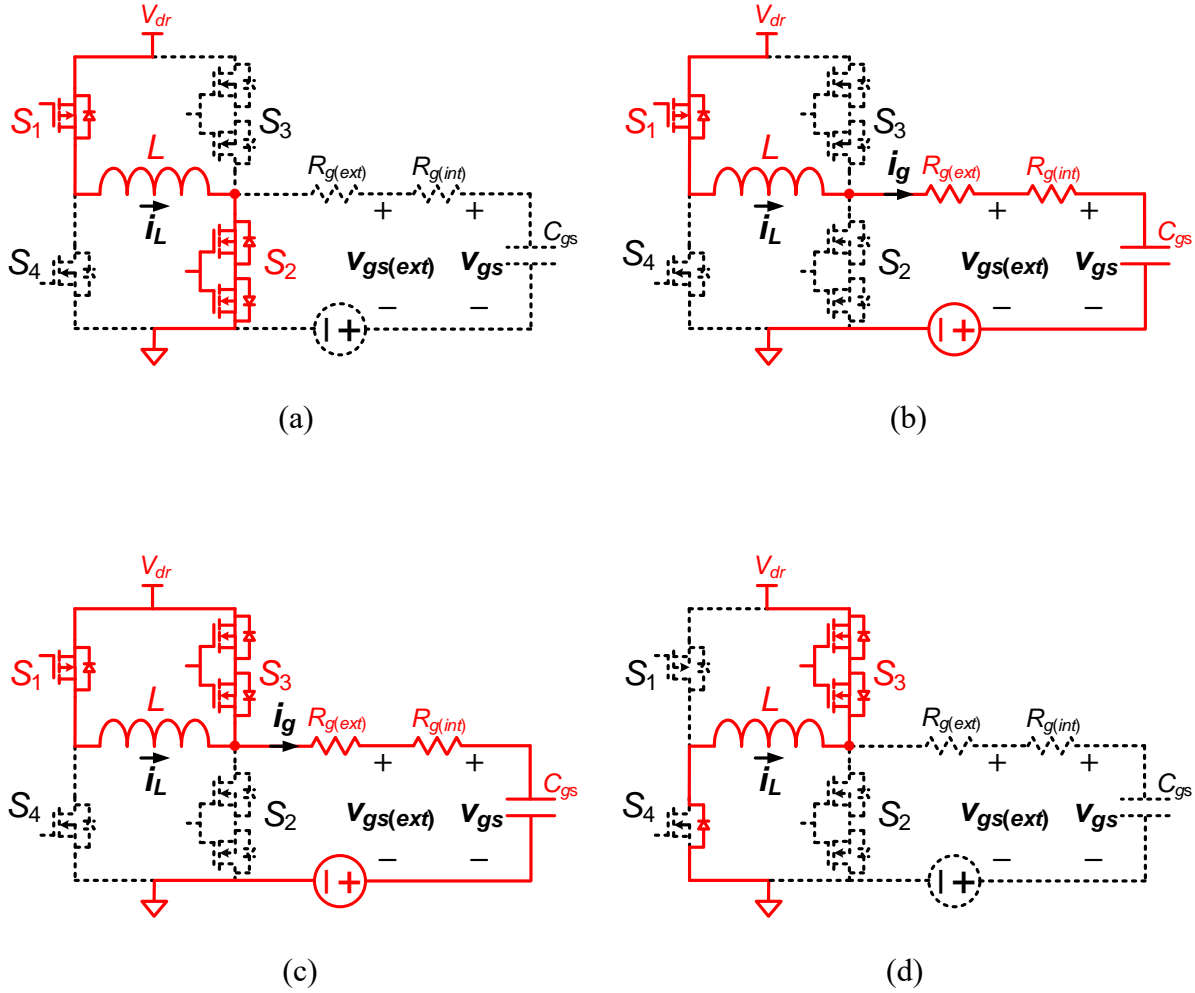 V_dr V_dr
S_1 S_3 S_1 S_3
L R_g(ext) R_g(int) L i_g R_g(ext) R_g(int)
i_L + + C_gs i_L + + C_gs
S_4 S_2 v_gs(ext) v_gs S_4 S_2 v_gs(ext) v_gs
− − − −
+ +
(a) (b)
V_dr V_dr
S_1 S_3 S_1 S_3
L i_g R_g(ext) R_g(int) L R_g(ext) R_g(int)
i_L + + C_gs i_L + + C_gs
S_4 S_2 v_gs(ext) v_gs S_4 S_2 v_gs(ext) v_gs
− − − −
+ +
(c) (d)